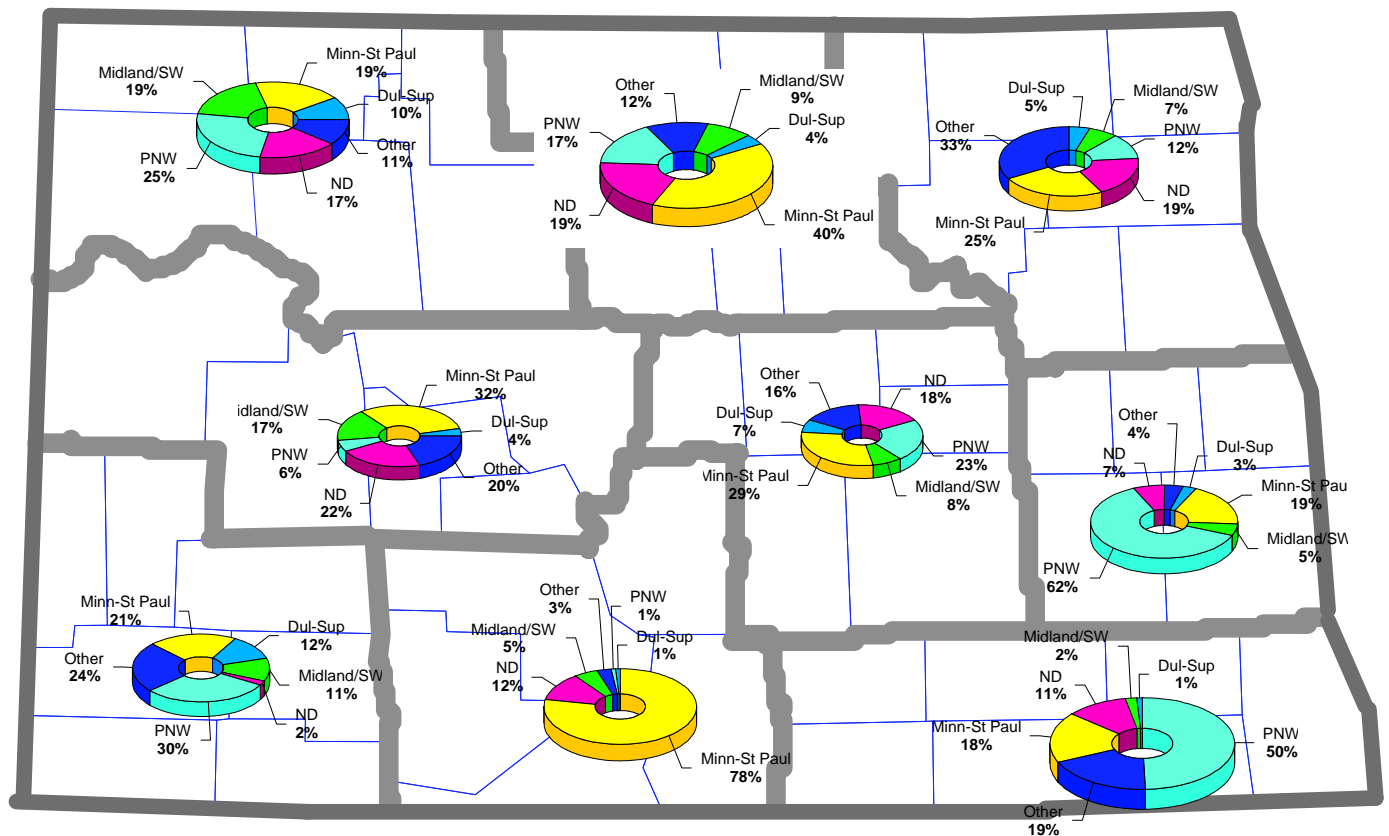 Minn-St Paul
19%
Midland/SW
19%
Dul-Sup
10%
Other
11%
PNW
25%
ND
17%
Other
12%
Midland/SW
9%
Dul-Sup
4%
PNW
17%
ND
19%
Minn-St Paul
40%
Dul-Sup
5%
Midland/SW
7%
Other
33%
PNW
12%
ND
19%
Minn-St Paul
25%
Minn-St Paul
32%
idland/SW
17%
Dul-Sup
4%
PNW
6%
Other
20%
ND
22%
Other
16%
ND
18%
Dul-Sup
7%
PNW
23%
Minn-St Paul
29%
Midland/SW
8%
Other
4%
ND
7%
Dul-Sup
3%
Minn-St Pau
19%
Midland/SW
5%
PNW
62%
Minn-St Paul
21%
Dul-Sup
12%
Other
24%
Midland/SW
11%
ND
2%
PNW
30%
Other
3%
PNW
1%
Midland/SW
5%
Dul-Sup
1%
ND
12%
Minn-St Paul
78%
Midland/SW
2%
Dul-Sup
1%
ND
11%
Minn-St Paul
18%
PNW
50%
Other
19%